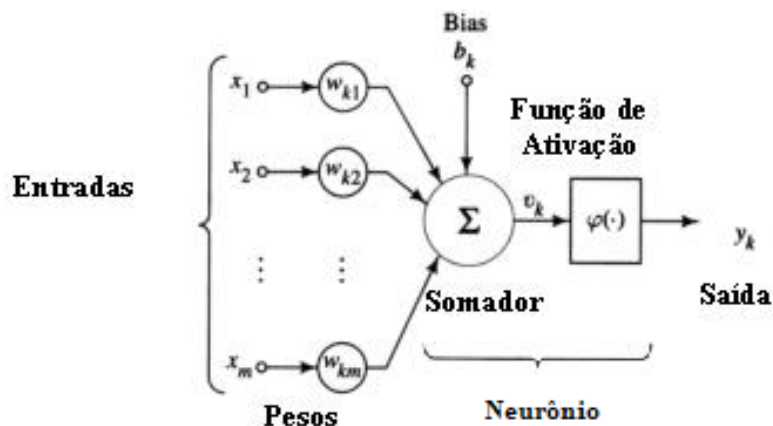 Bias
b_k
x_1
w_k1
Função de
Ativação
Entradas
x_2
w_k2
Σ
v_k
φ(·)
y_k
Somador
Saída
x_m
w_km
Pesos
Neurônio